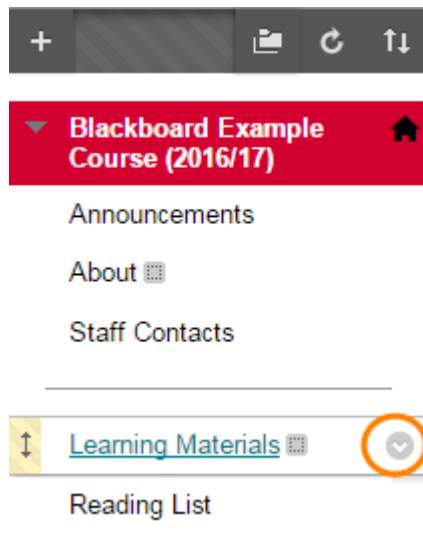 Blackboard Example
Course (2016/17)
Announcements
About
Staff Contacts
Learning Materials
Reading List